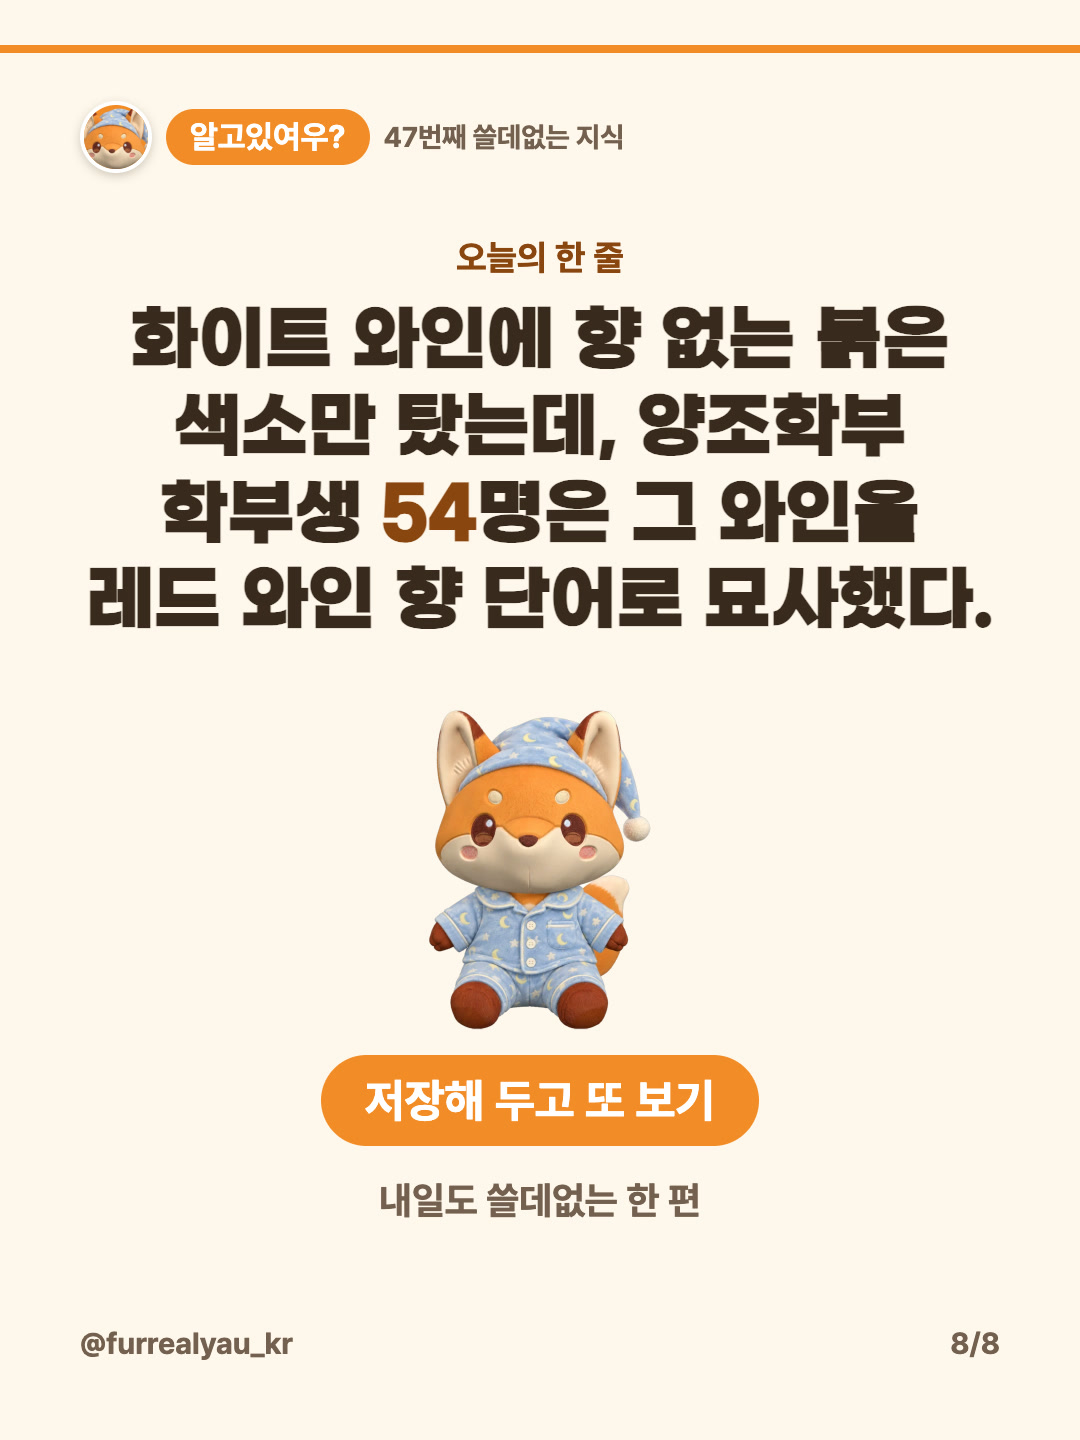 알고있여우? 47번째 쓸데없는 지식
오늘의 한 줄
화이트 와인에 향 없는 붉은
색소만 탔는데, 양조학부
학부생 54명은 그 와인을
레드 와인 향 단어로 묘사했다.
저장해 두고 또 보기
내일도 쓸데없는 한 편
@furrealyau_kr
8/8